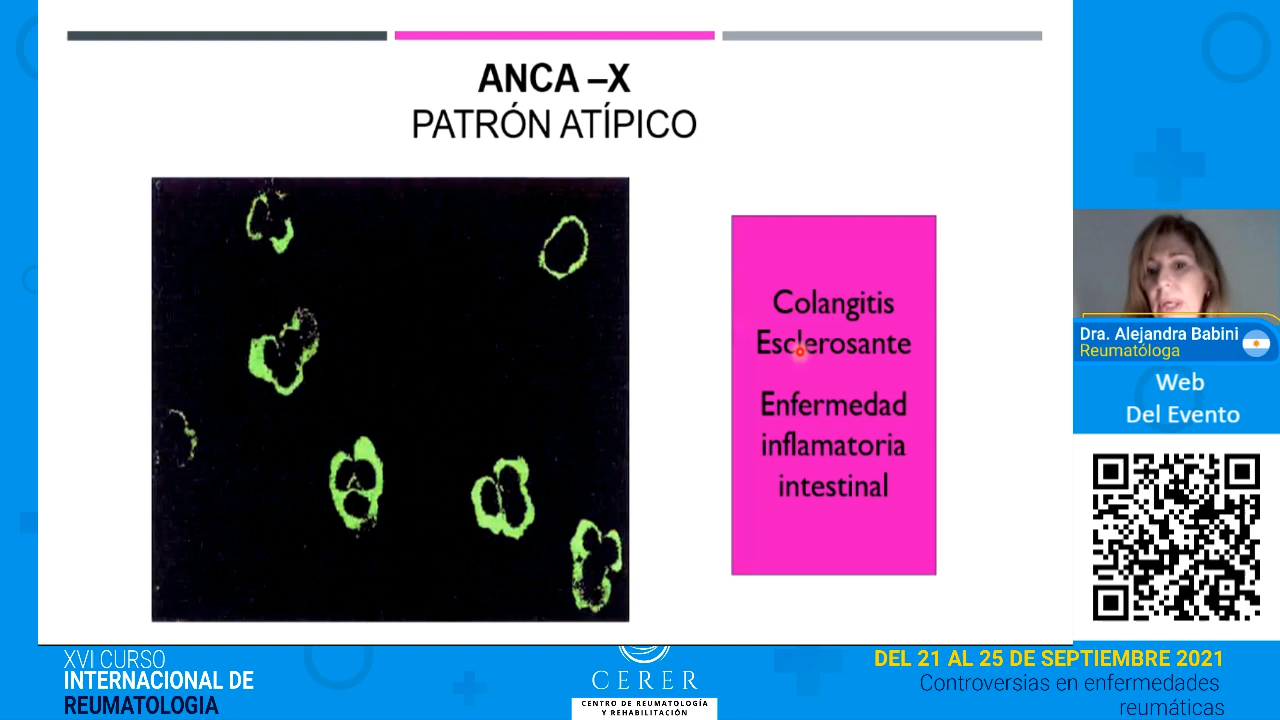 ANCA –X
PATRÓN ATÍPICO
Colangitis
Esclerosante
Enfermedad
inflamatoria
intestinal
Dra. Alejandra Babini
Reumatóloga
Web
Del Evento
XVI CURSO
INTERNACIONAL DE
REUMATOLOGIA
CERER
CENTRO DE REUMATOLOGÍA
Y REHABILITACIÓN
DEL 21 AL 25 DE SEPTIEMBRE 2021
Controversias en enfermedades
reumáticas